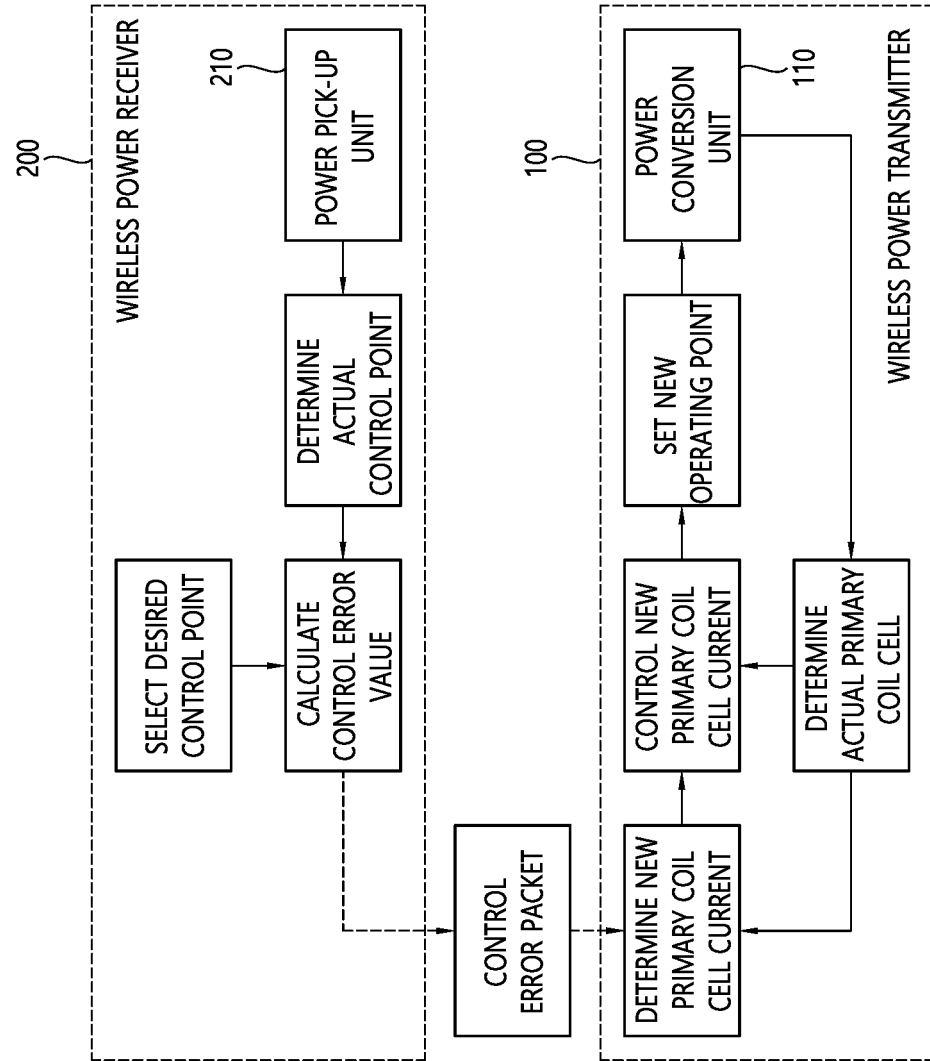 200
WIRELESS POWER RECEIVER
SELECT DESIRED
CONTROL POINT
210
POWER PICK-UP
UNIT
DETERMINE
ACTUAL
CONTROL POINT
CALCULATE
CONTROL ERROR
VALUE
CONTROL
ERROR PACKET
100
DETERMINE NEW
PRIMARY COIL
CELL CURRENT
CONTROL NEW
PRIMARY COIL
CELL CURRENT
SET NEW
OPERATING POINT
POWER
CONVERSION
UNIT
110
DETERMINE
ACTUAL PRIMARY
COIL CELL
WIRELESS POWER TRANSMITTER